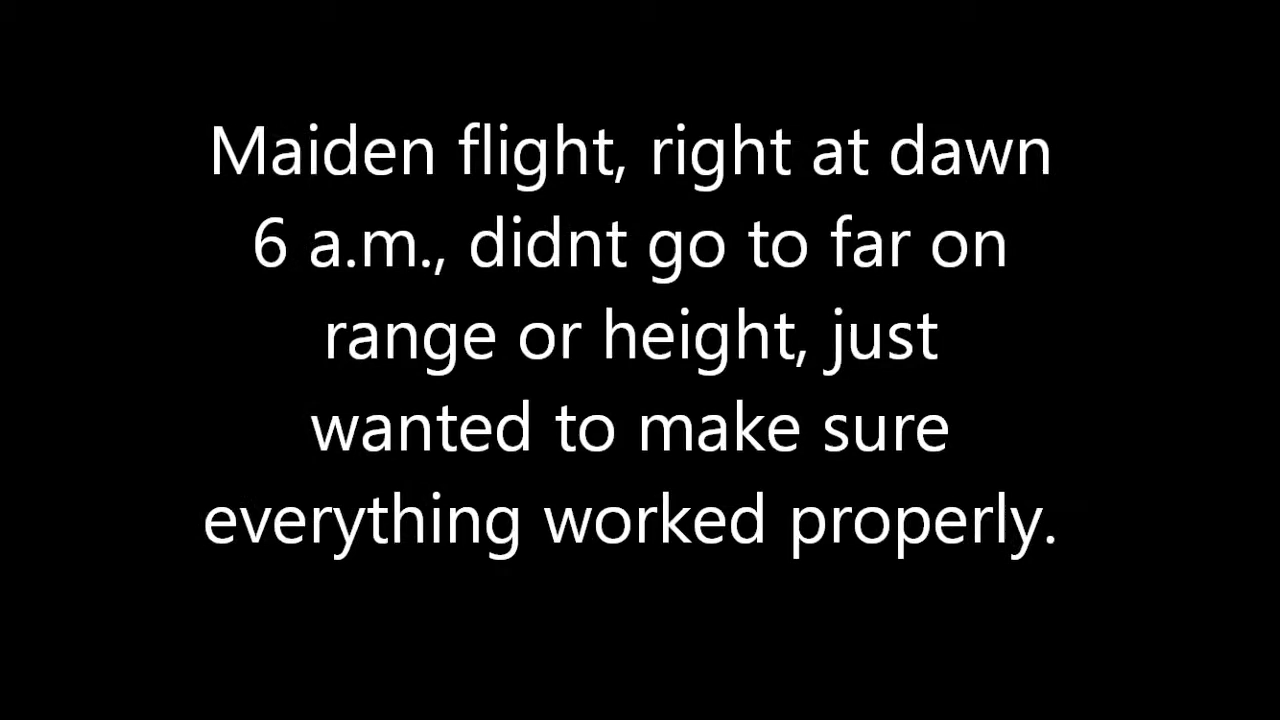 Maiden flight, right at dawn
6 a.m., didnt go to far on
range or height, just
wanted to make sure
everything worked properly.